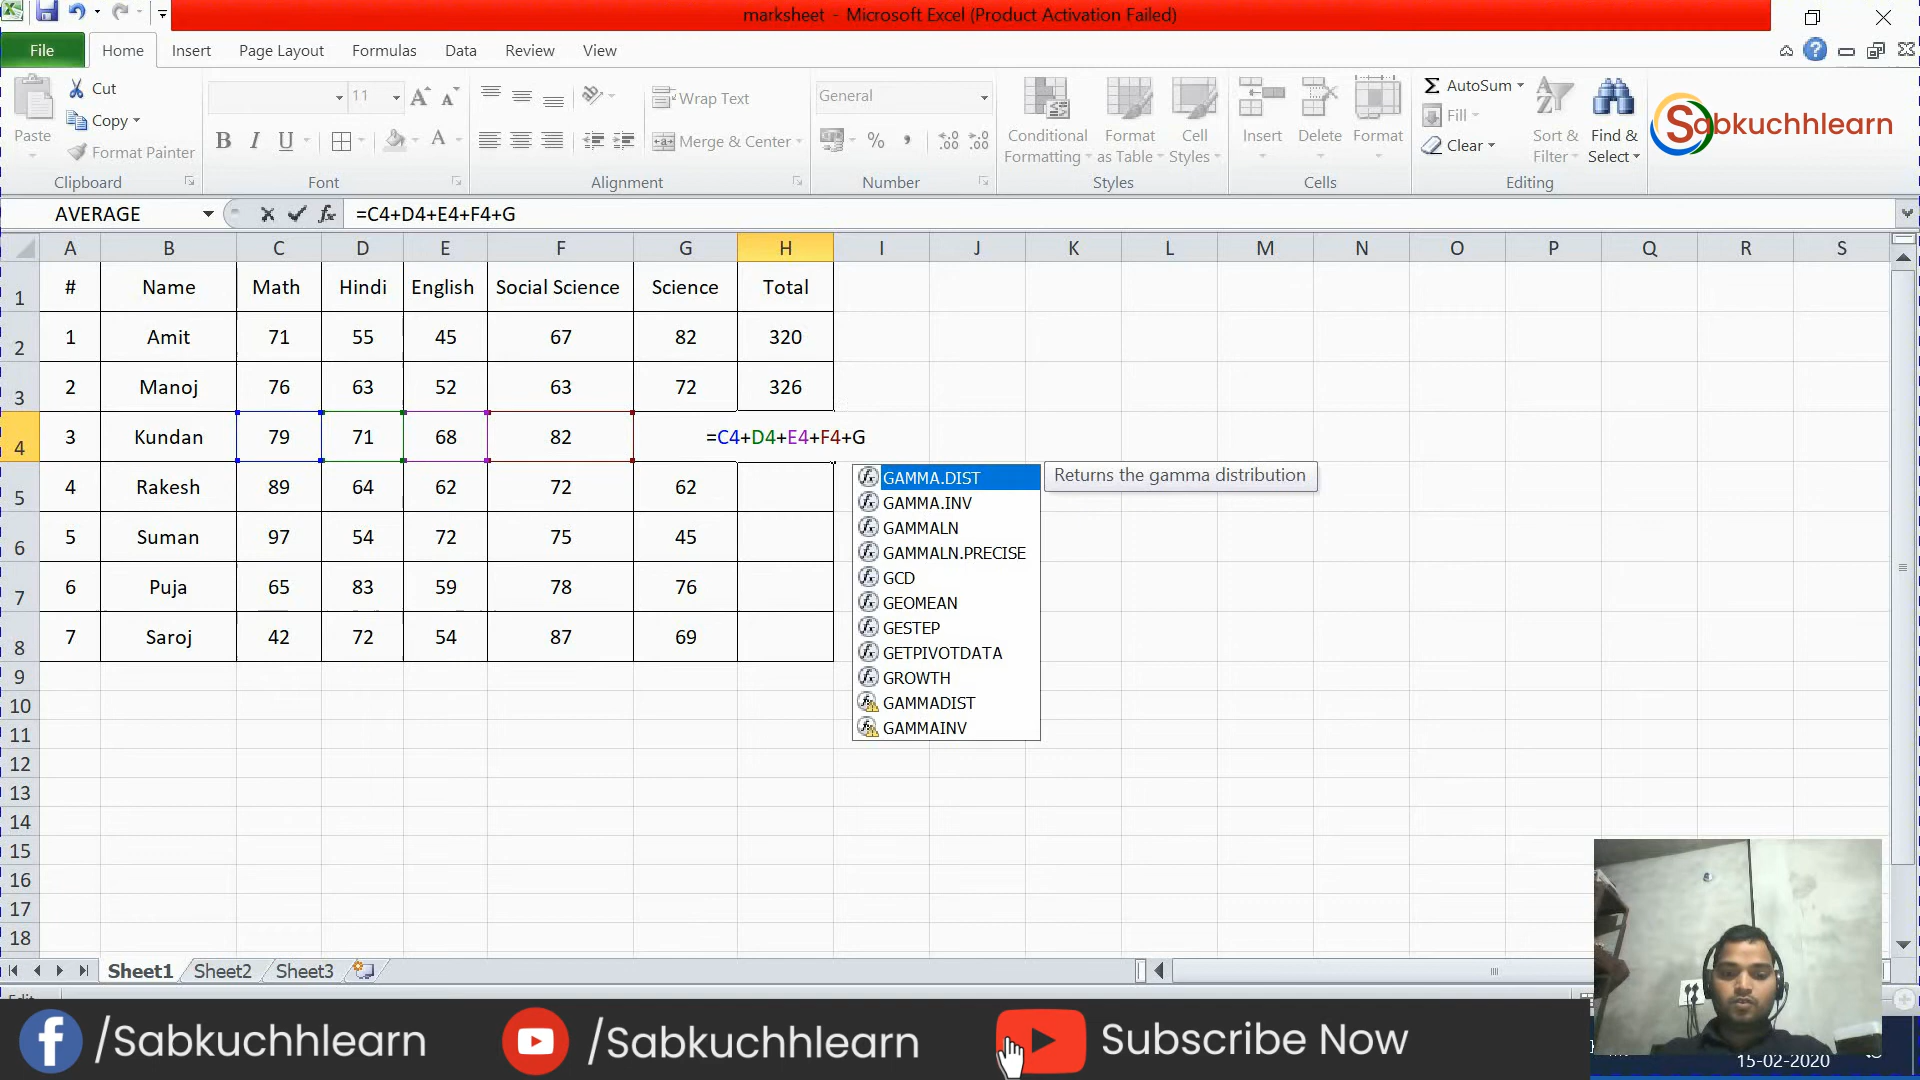 marksheet - Microsoft Excel (Product Activation Failed)
File Home Insert Page Layout Formulas Data Review View
Cut
Copy
Format Painter
Paste
Clipboard
11
B I U
Font
Wrap Text
Merge & Center
Alignment
General
%
Number
Conditional Formatting
Format as Table
Cell Styles
Styles
Insert
Delete
Format
Cells
AutoSum
Fill
Clear
Sort & Filter
Find & Select
Editing
Sabkuchhlearn
AVERAGE fx =C4+D4+E4+F4+G
A B C D E F G H I J K L M N O P Q R S
1 # Name Math Hindi English Social Science Science Total
2 1 Amit 71 55 45 67 82 320
3 2 Manoj 76 63 52 63 72 326
4 3 Kundan 79 71 68 82 =C4+D4+E4+F4+G
5 4 Rakesh 89 64 62 72 62
6 5 Suman 97 54 72 75 45
7 6 Puja 65 83 59 78 76
8 7 Saroj 42 72 54 87 69
9
10
11
12
13
14
15
16
17
18
GAMMA.DIST Returns the gamma distribution
GAMMA.INV
GAMMALN
GAMMALN.PRECISE
GCD
GEOMEAN
GESTEP
GETPIVOTDATA
GROWTH
GAMMADIST
GAMMAINV
Sheet1 Sheet2 Sheet3
/Sabkuchhlearn /Sabkuchhlearn Subscribe Now
15-02-2020